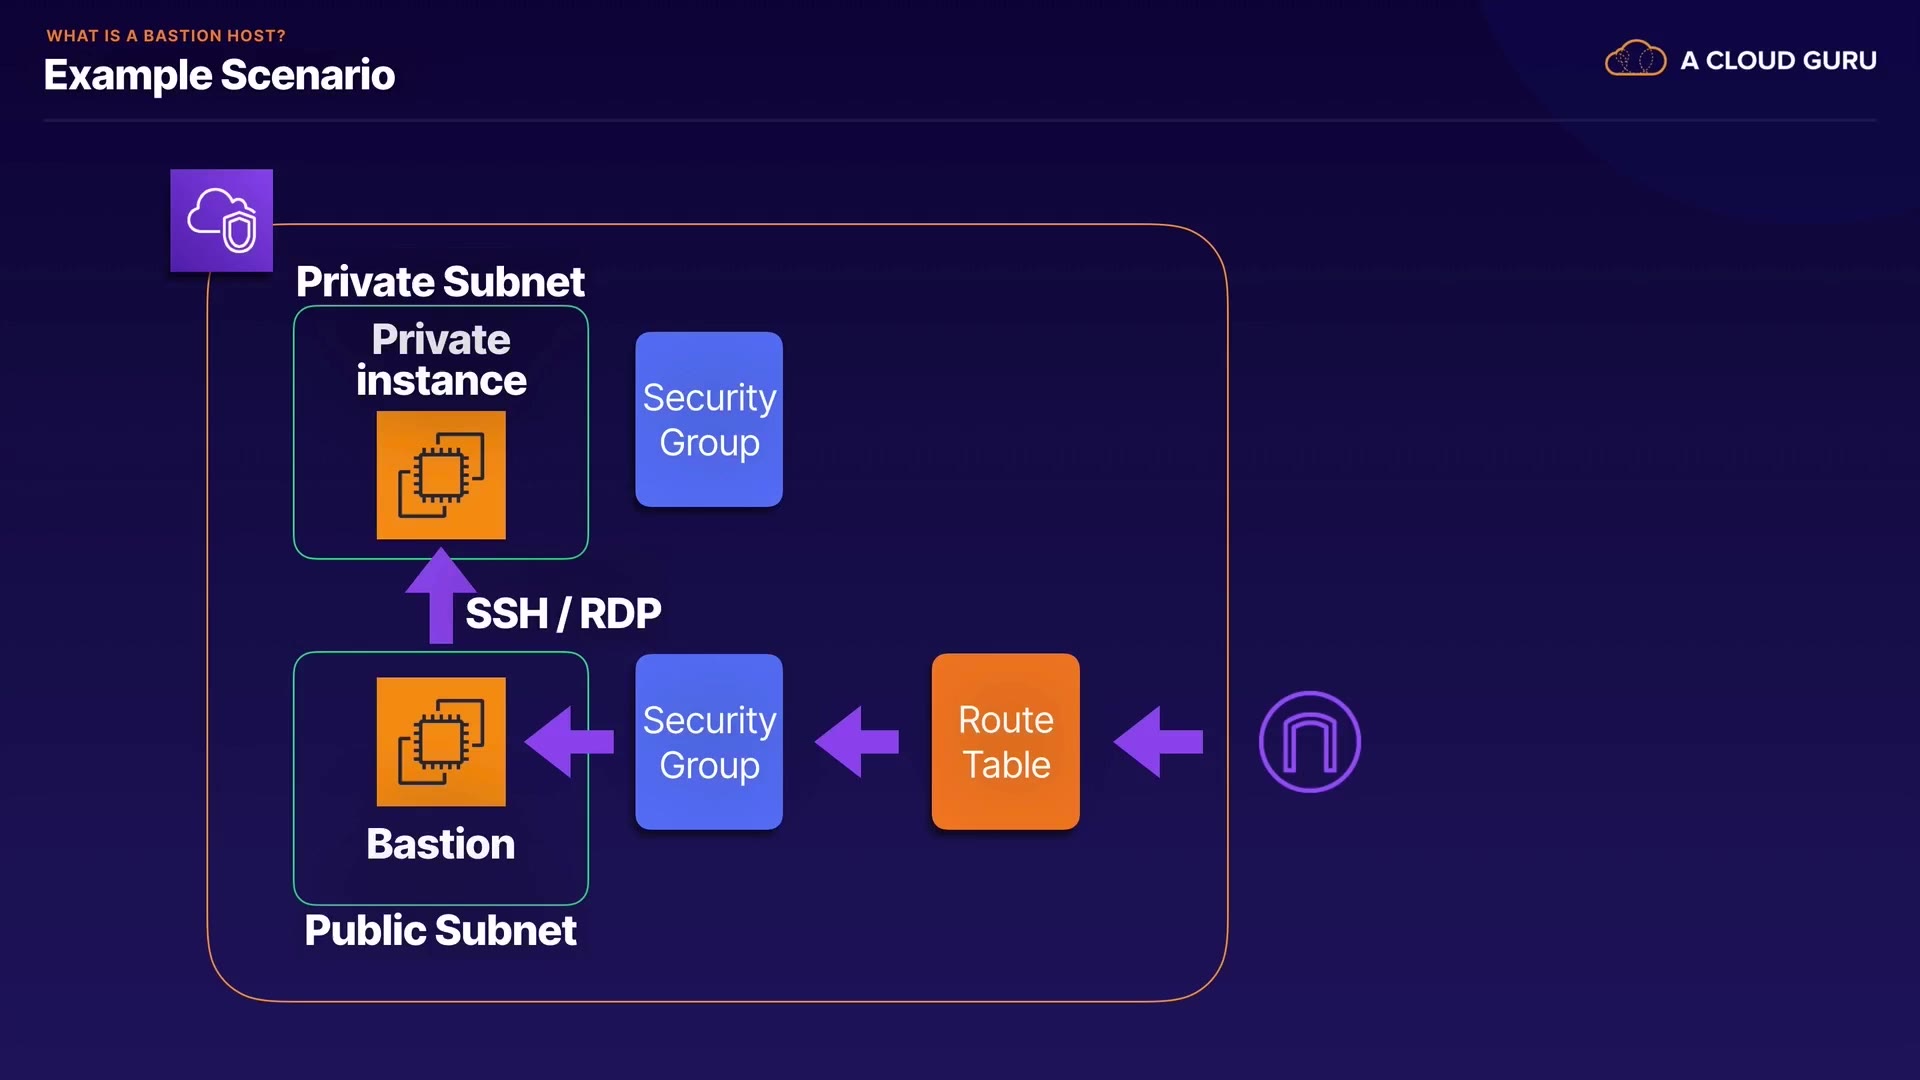 WHAT IS A BASTION HOST?
Example Scenario
A CLOUD GURU
Private Subnet
Private
instance
Security
Group
SSH / RDP
Security
Group
Route
Table
Bastion
Public Subnet